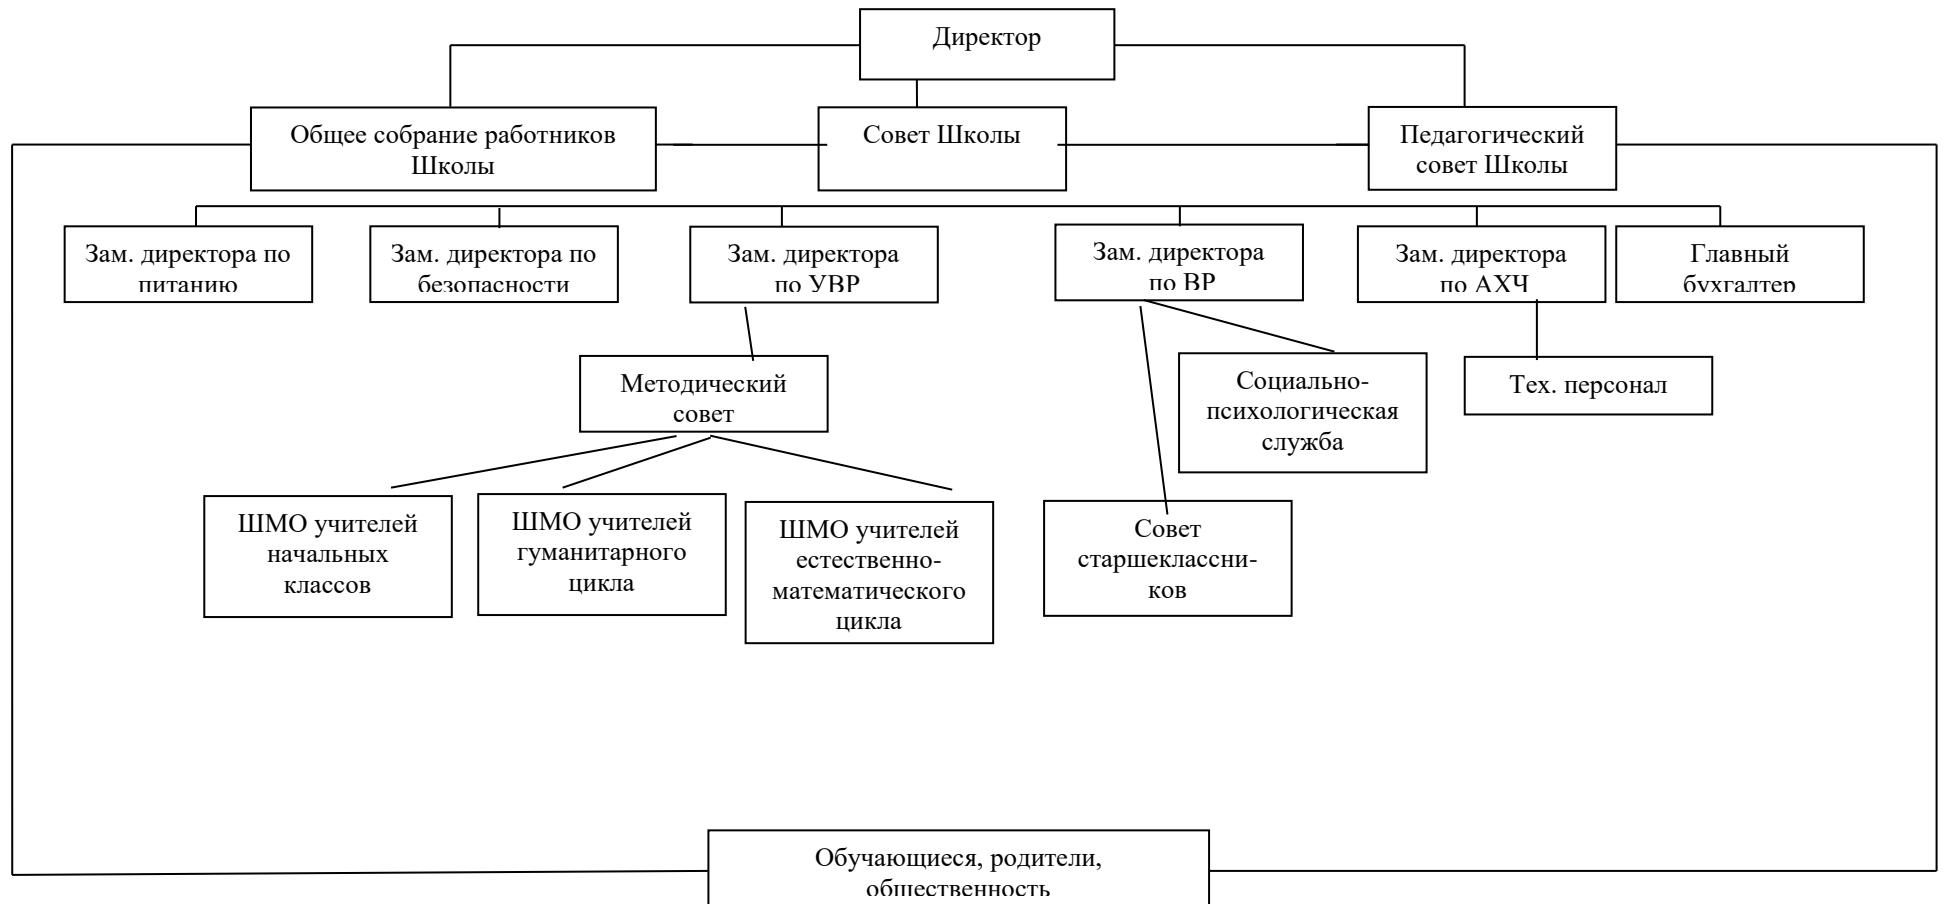 Директор
Общее собрание работников
Школы
Совет Школы
Педагогический
совет Школы
Зам. директора по
питанию
Зам. директора по
безопасности
Зам. директора
по УВР
Зам. директора
по ВР
Зам. директора
по АХЧ
Главный
бухгалтер
Методический
совет
Социально-
психологическая
служба
Тех. персонал
ШМО учителей
начальных
классов
ШМО учителей
гуманитарного
цикла
ШМО учителей
естественно-
математического
цикла
Совет
старшеклассни-
ков
Обучающиеся, родители,
общественность